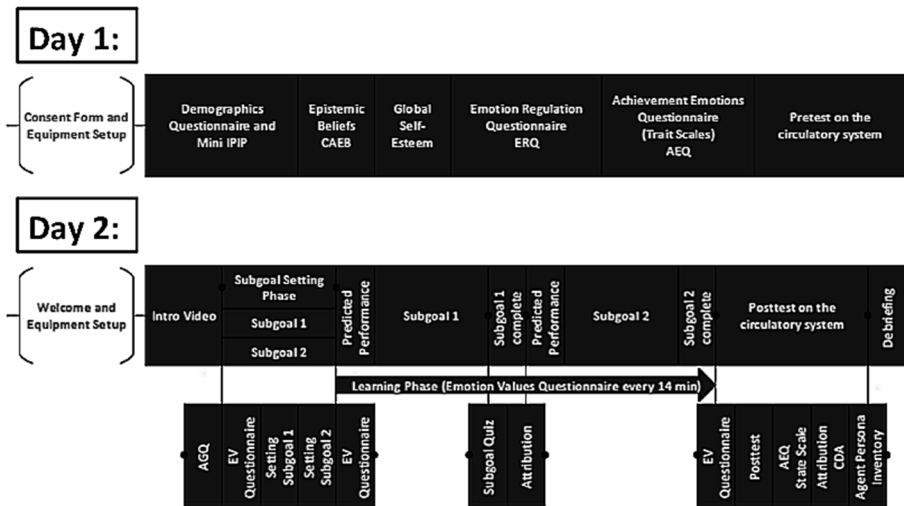 Day 1:
Consent Form and
Equipment Setup
Demographics
Questionnaire and
Mini IPIP
Epistemic
Beliefs
CAEB
Global
Self-
Esteem
Emotion Regulation
Questionnaire
ERQ
Achievement Emotions
Questionnaire
(Trait Scales)
AEQ
Pretest on the
circulatory system
Day 2:
Welcome and
Equipment Setup
Intro Video
Subgoal Setting
Phase
Subgoal 1
Subgoal 2
Predicted
Performance
Subgoal 1
Subgoal 1
complete
Predicted
Performance
Subgoal 2
Subgoal 2
complete
Posttest on the
circulatory system
Debriefing
Learning Phase (Emotion Values Questionnaire every 14 min)
AGQ
EV
Questionnaire
Setting
Subgoal 1
Setting
Subgoal 2
EV
Questionnaire
Subgoal Quiz
Attribution
EV
Questionnaire
Posttest
AEQ
State Scale
Attribution
CDA
Agent Persona
Inventory